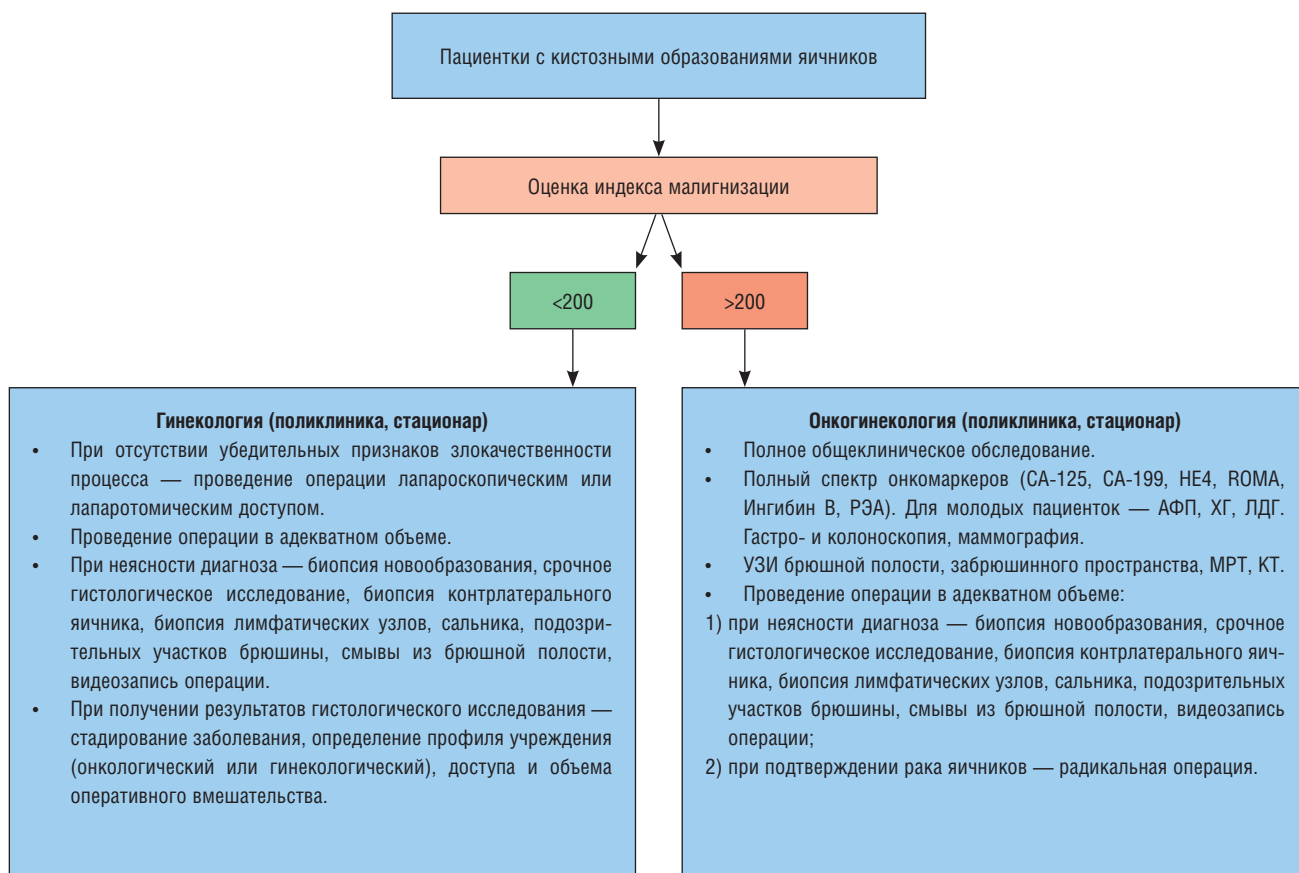 Пациентки с кистозными образованиями яичников
Оценка индекса малигнизации
<200
>200
Гинекология (поликлиника, стационар)
• При отсутствии убедительных признаков злокачественности
процесса — проведение операции лапароскопическим или
лапаротомическим доступом.
• Проведение операции в адекватном объеме.
• При неясности диагноза — биопсия новообразования, срочное
гистологическое исследование, биопсия контрлатерального
яичника, биопсия лимфатических узлов, сальника, подозри-
тельных участков брюшины, смывы из брюшной полости,
видеозапись операции.
• При получении результатов гистологического исследования —
стадирование заболевания, определение профиля учреждения
(онкологический или гинекологический), доступа и объема
оперативного вмешательства.
Онкогинекология (поликлиника, стационар)
• Полное общеклиническое обследование.
• Полный спектр онкомаркеров (СА-125, СА-199, НЕ4, ROMA,
Ингибин В, РЭА). Для молодых пациенток — АФП, ХГ, ЛДГ.
Гастро- и колоноскопия, маммография.
• УЗИ брюшной полости, забрюшинного пространства, МРТ, КТ.
• Проведение операции в адекватном объеме:
1) при неясности диагноза — биопсия новообразования, срочное
гистологическое исследование, биопсия контрлатерального яич-
ника, биопсия лимфатических узлов, сальника, подозрительных
участков брюшины, смывы из брюшной полости, видеозапись
операции;
2) при подтверждении рака яичников — радикальная операция.